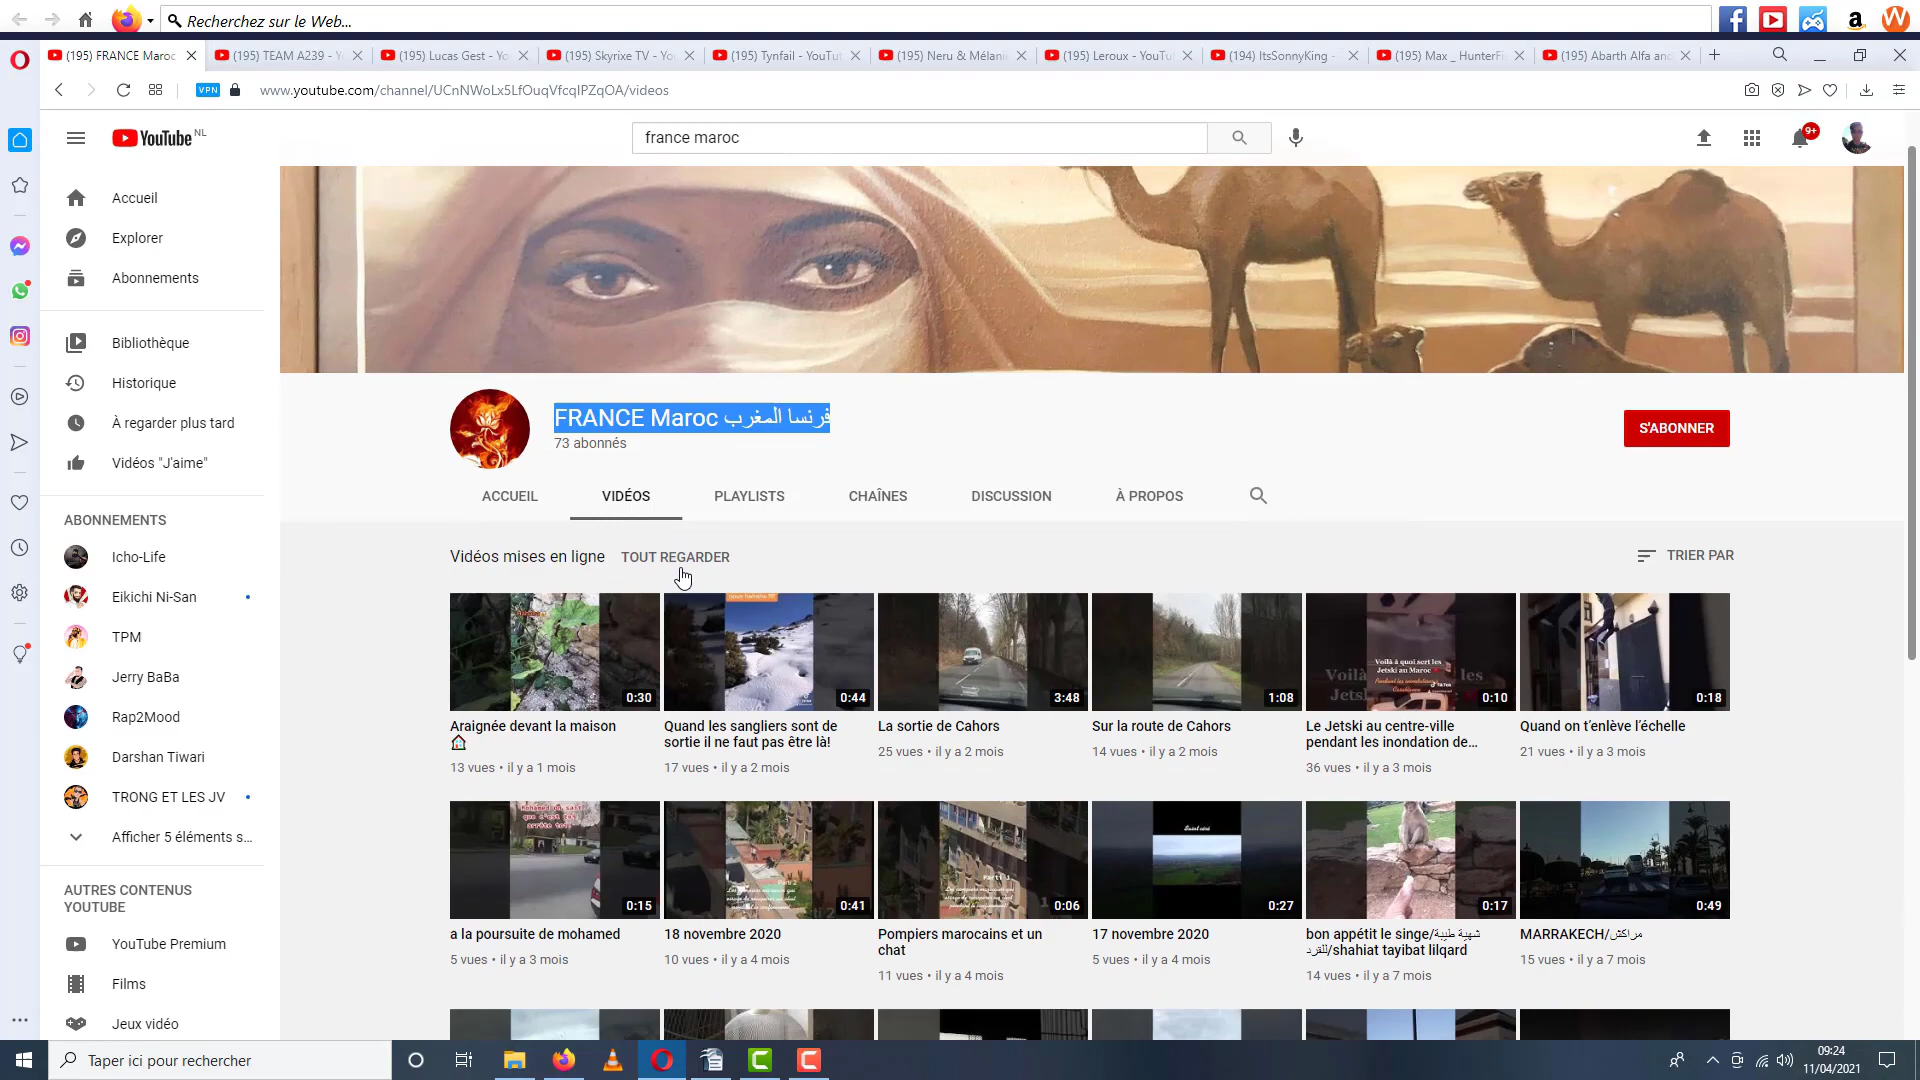 Recherchez sur le Web...
(195) FRANCE Maroc
(195) TEAM A239 - Y
(195) Lucas Gest - Yo
(195) Skyrixe TV - Yo
(195) Tynfail - YouTu
(195) Neru & Mélani
(195) Leroux - YouTu
(194) ItsSonnyKing -
(195) Max _ HunterFi
(195) Abarth Alfa and
VPN
www.youtube.com/channel/UCnNWoLx5LfOuqVfcqIPZqOA/videos
YouTube NL
france maroc
9+
Accueil
Explorer
Abonnements
Bibliothèque
Historique
À regarder plus tard
Vidéos "J'aime"
ABONNEMENTS
Icho-Life
Eikichi Ni-San
TPM
Jerry BaBa
Rap2Mood
Darshan Tiwari
TRONG ET LES JV
Afficher 5 éléments s...
AUTRES CONTENUS
YOUTUBE
YouTube Premium
Films
Jeux vidéo
FRANCE Maroc فرنسا المغرب
73 abonnés
S'ABONNER
ACCUEIL
VIDÉOS
PLAYLISTS
CHAÎNES
DISCUSSION
À PROPOS
Vidéos mises en ligne
TOUT REGARDER
TRIER PAR
0:30
0:44
3:48
1:08
Voilà à quoi sert les
Jetski au Maroc
TikTok
0:10
0:18
Araignée devant la maison
Quand les sangliers sont de
sortie il ne faut pas être là!
La sortie de Cahors
Sur la route de Cahors
Le Jetski au centre-ville
pendant les inondation de...
Quand on t'enlève l'échelle
13 vues • il y a 1 mois
17 vues • il y a 2 mois
25 vues • il y a 2 mois
14 vues • il y a 2 mois
36 vues • il y a 3 mois
21 vues • il y a 3 mois
0:15
0:41
0:06
0:27
0:17
0:49
a la poursuite de mohamed
18 novembre 2020
Pompiers marocains et un
chat
17 novembre 2020
bon appétit le singe/شهية طيبة
للقرد/shahiat tayibat lilqard
MARRAKECH/مراكش
5 vues • il y a 3 mois
10 vues • il y a 4 mois
11 vues • il y a 4 mois
5 vues • il y a 4 mois
14 vues • il y a 7 mois
15 vues • il y a 7 mois
Taper ici pour rechercher
09:24
11/04/2021